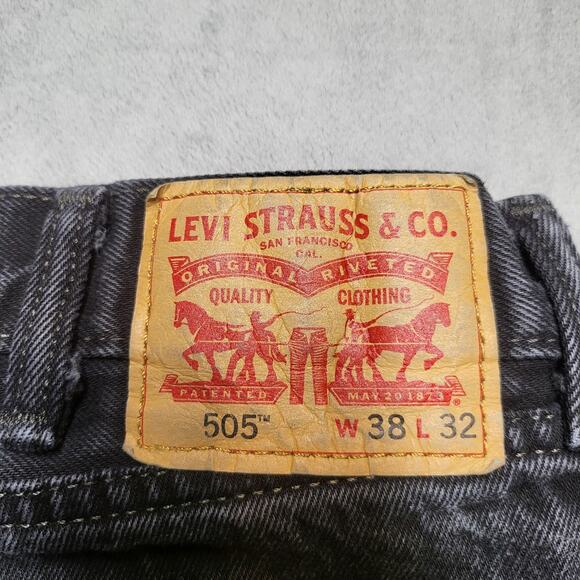 LEVI STRAUSS & CO.
SAN FRANCISCO
CAL.
ORIGINAL RIVETED
QUALITY CLOTHING
PATENTED MAY 20 1873 ®
505™ W 38 L 32